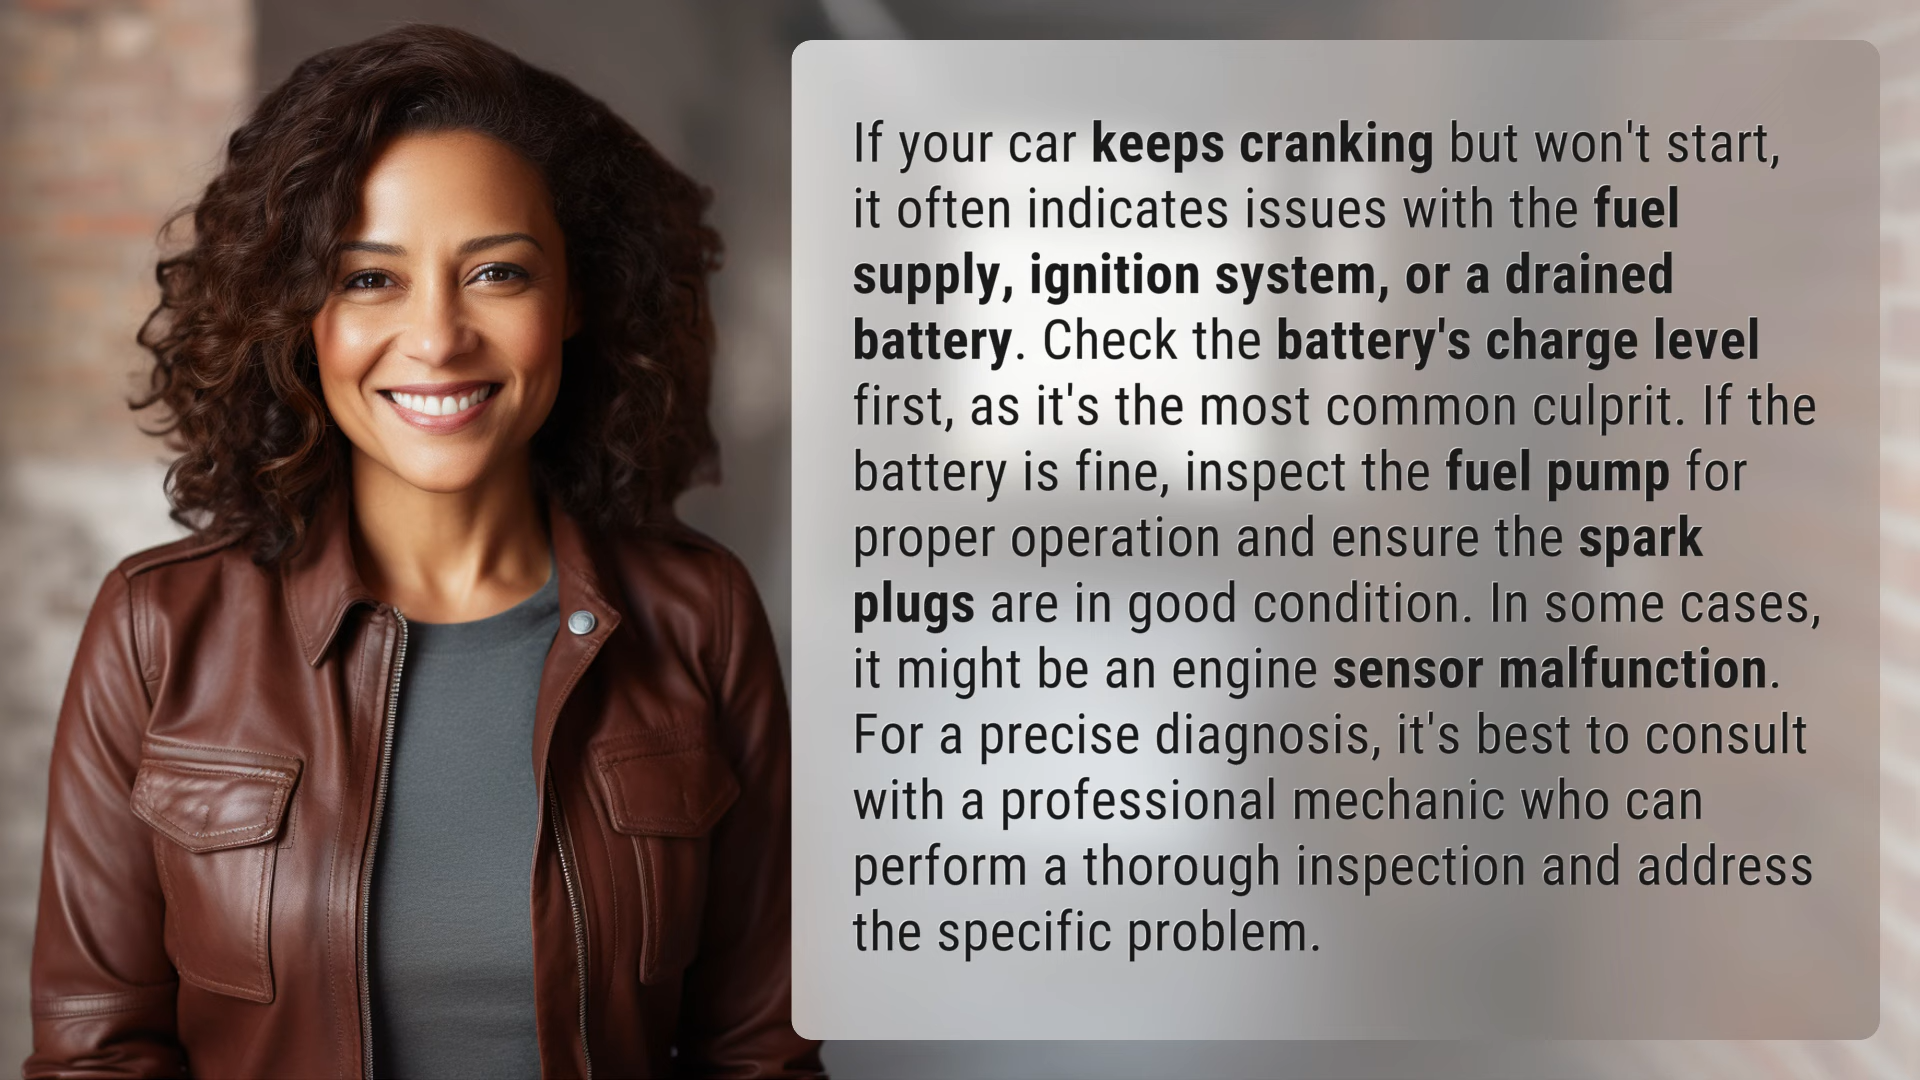 If your car keeps cranking but won't start,
it often indicates issues with the fuel
supply, ignition system, or a drained
battery. Check the battery's charge level
first, as it's the most common culprit. If the
battery is fine, inspect the fuel pump for
proper operation and ensure the spark
plugs are in good condition. In some cases,
it might be an engine sensor malfunction.
For a precise diagnosis, it's best to consult
with a professional mechanic who can
perform a thorough inspection and address
the specific problem.